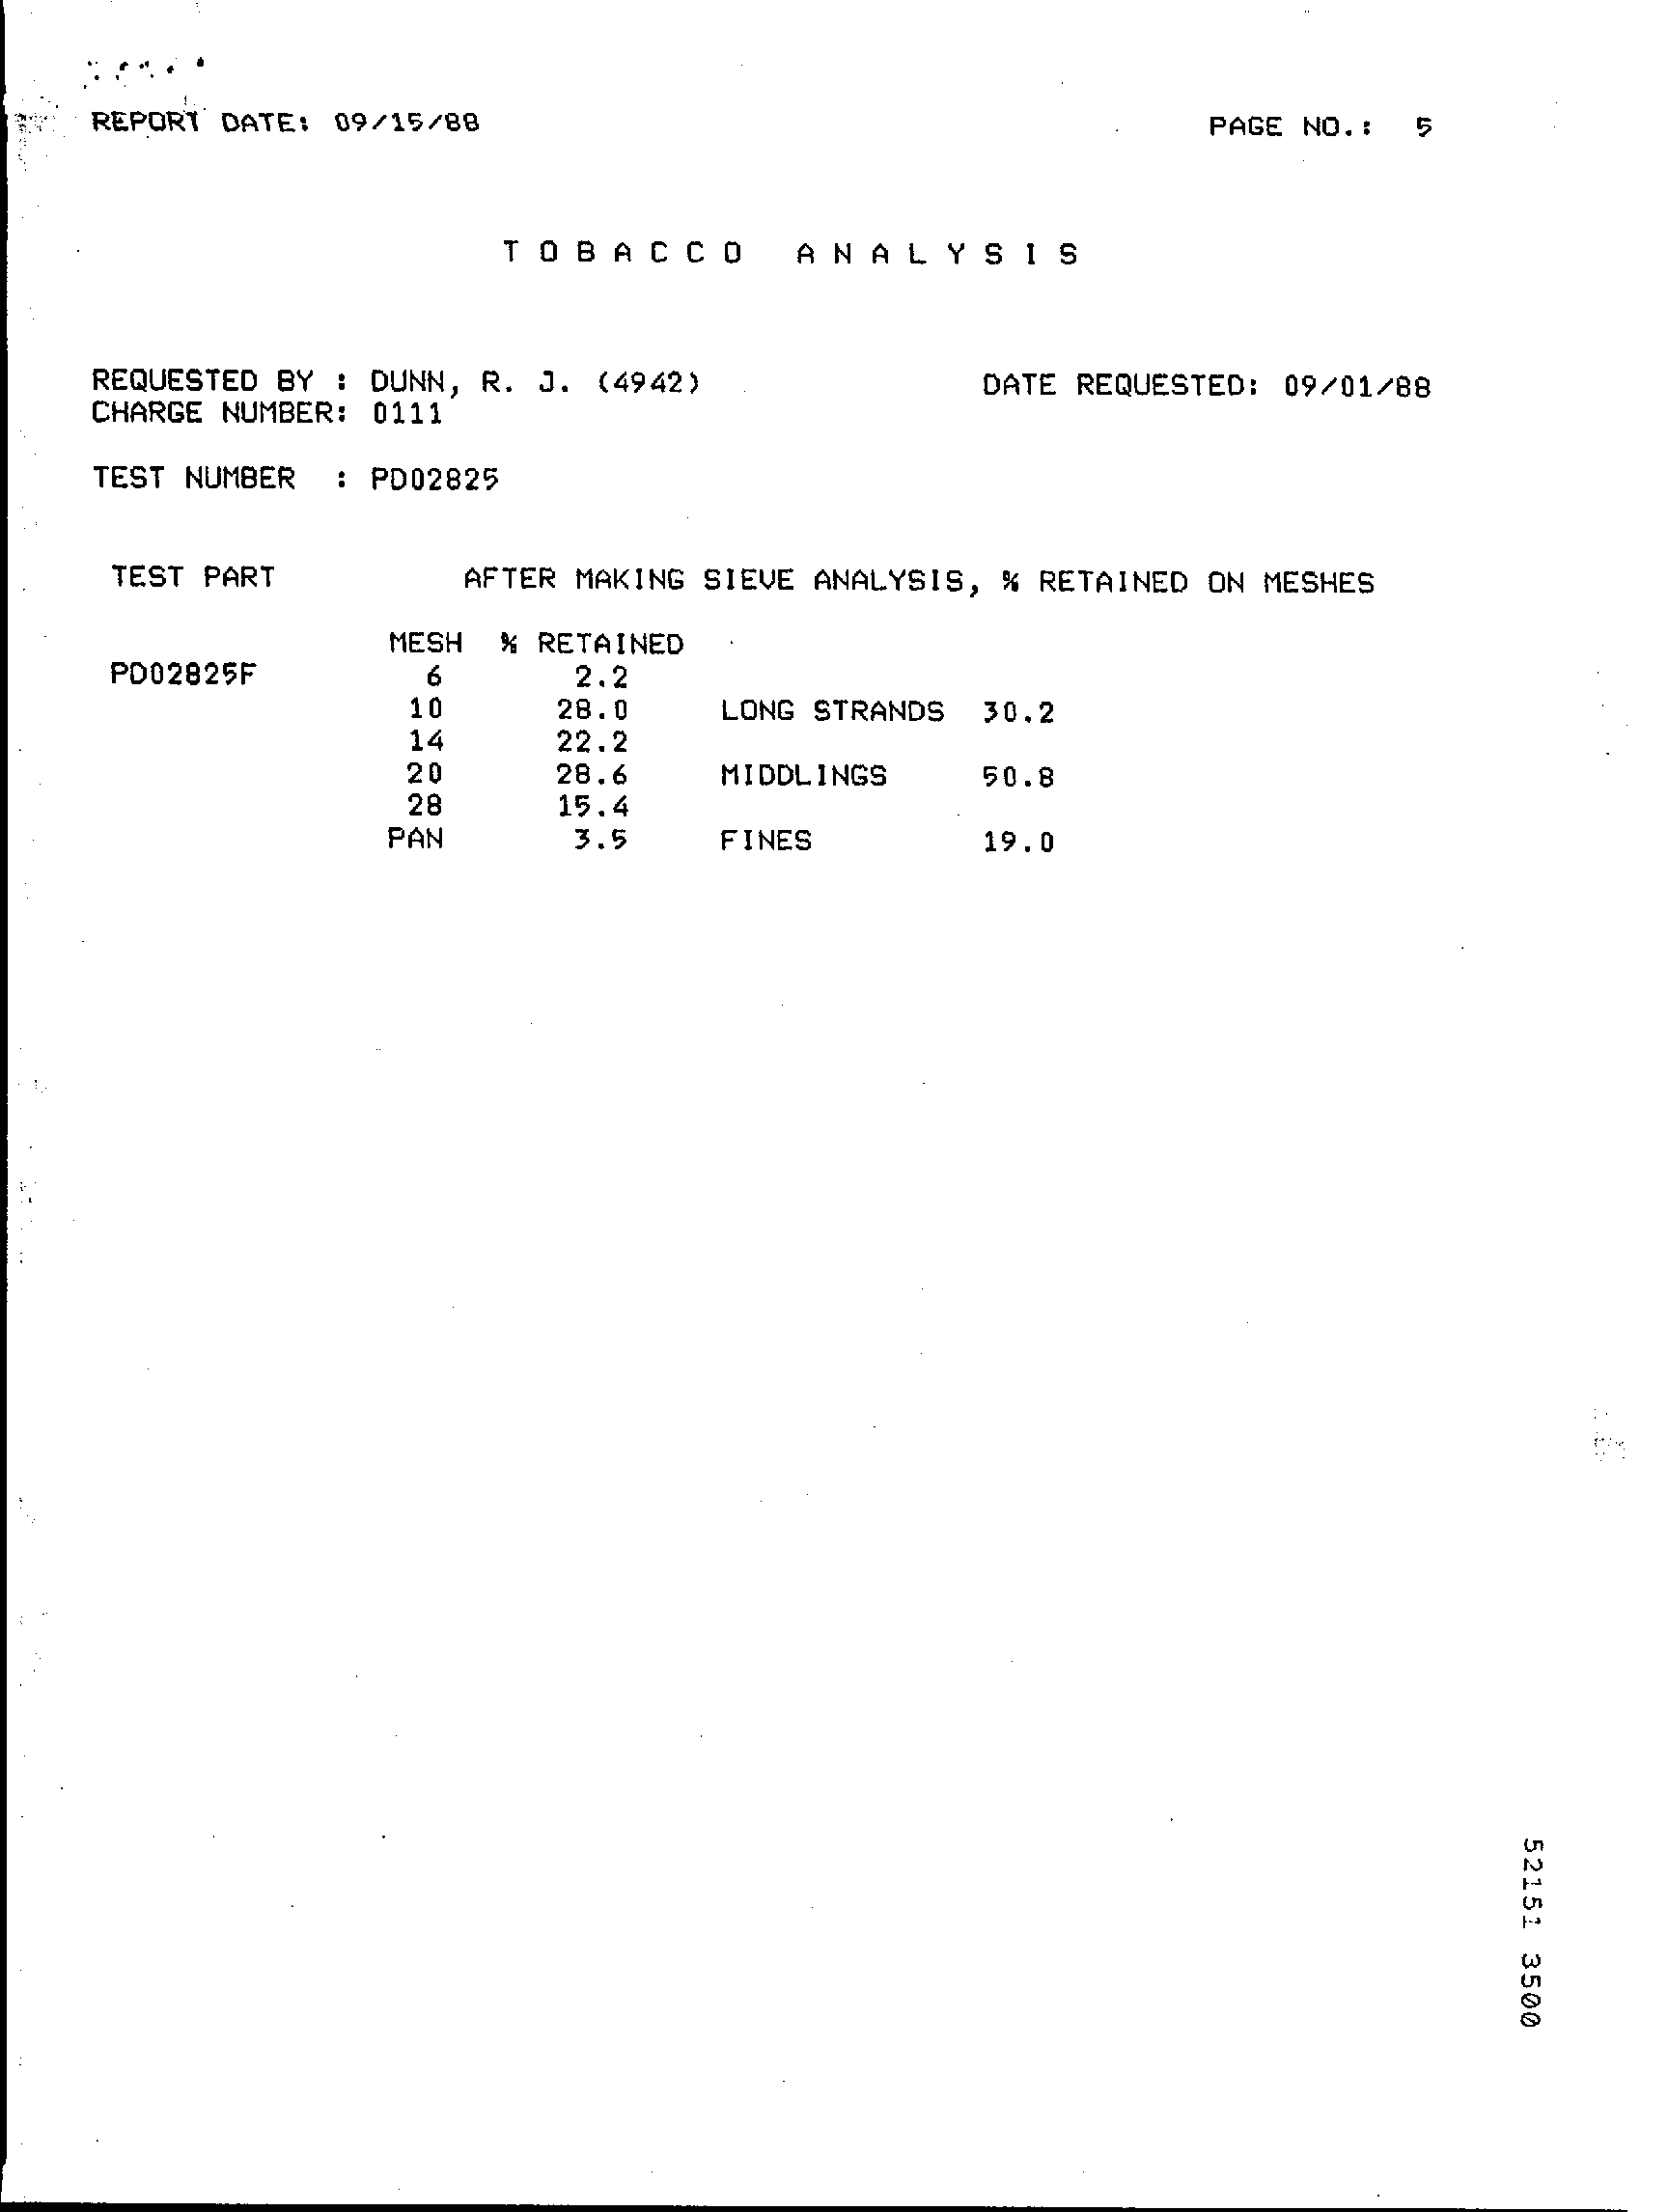 REPORT DATE: 09/15/88 PAGE NO.: 5
TOBACCO ANALYSIS
REQUESTED BY : DUNN, R. J. (4942) DATE REQUESTED: 09/01/88
CHARGE NUMBER: 0111
TEST NUMBER : PD02825
TEST PART AFTER MAKING SIEVE ANALYSIS, % RETAINED ON MESHES
MESH % RETAINED
PD02825F 6 2.2
10 28.0 LONG STRANDS 30.2
14 22.2
20 28.6 MIDDLINGS 50.8
28 15.4
PAN 3.5 FINES 19.0
52151 3500